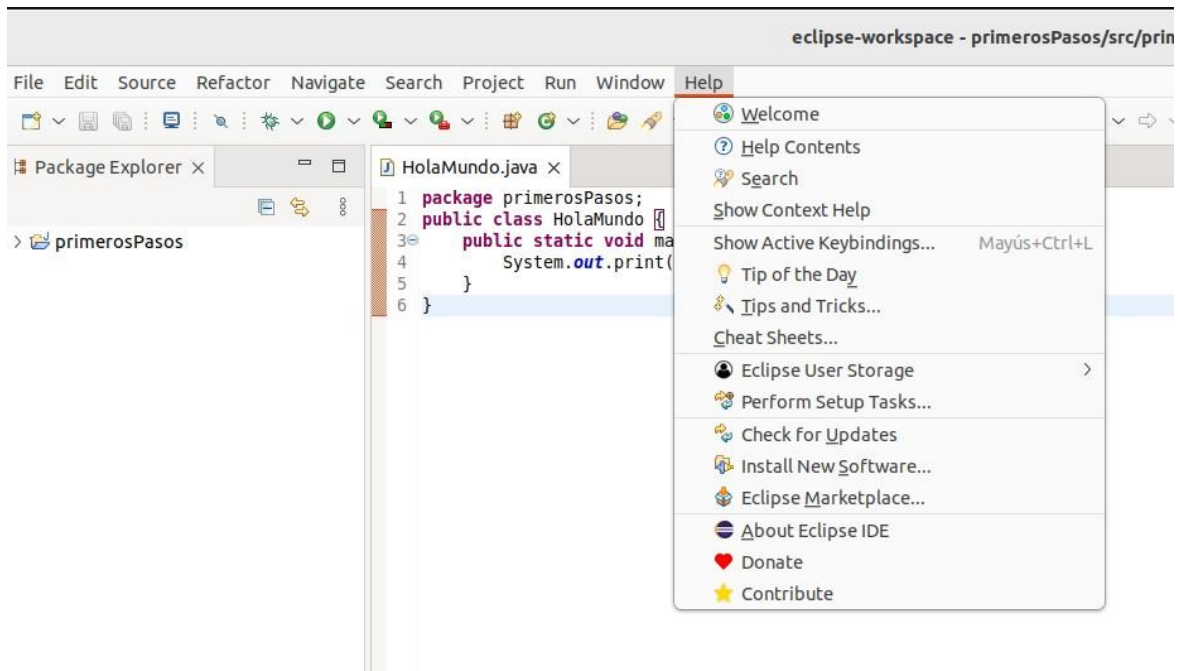 eclipse-workspace - primerosPasos/src/prin
File Edit Source Refactor Navigate Search Project Run Window Help
Package Explorer
HolaMundo.java
primerosPasos
1 package primerosPasos;
2 public class HolaMundo {
3 public static void ma
4 System.out.print(
5 }
6 }
Welcome
Help Contents
Search
Show Context Help
Show Active Keybindings... Mayús+Ctrl+L
Tip of the Day
Tips and Tricks...
Cheat Sheets...
Eclipse User Storage
Perform Setup Tasks...
Check for Updates
Install New Software...
Eclipse Marketplace...
About Eclipse IDE
Donate
Contribute